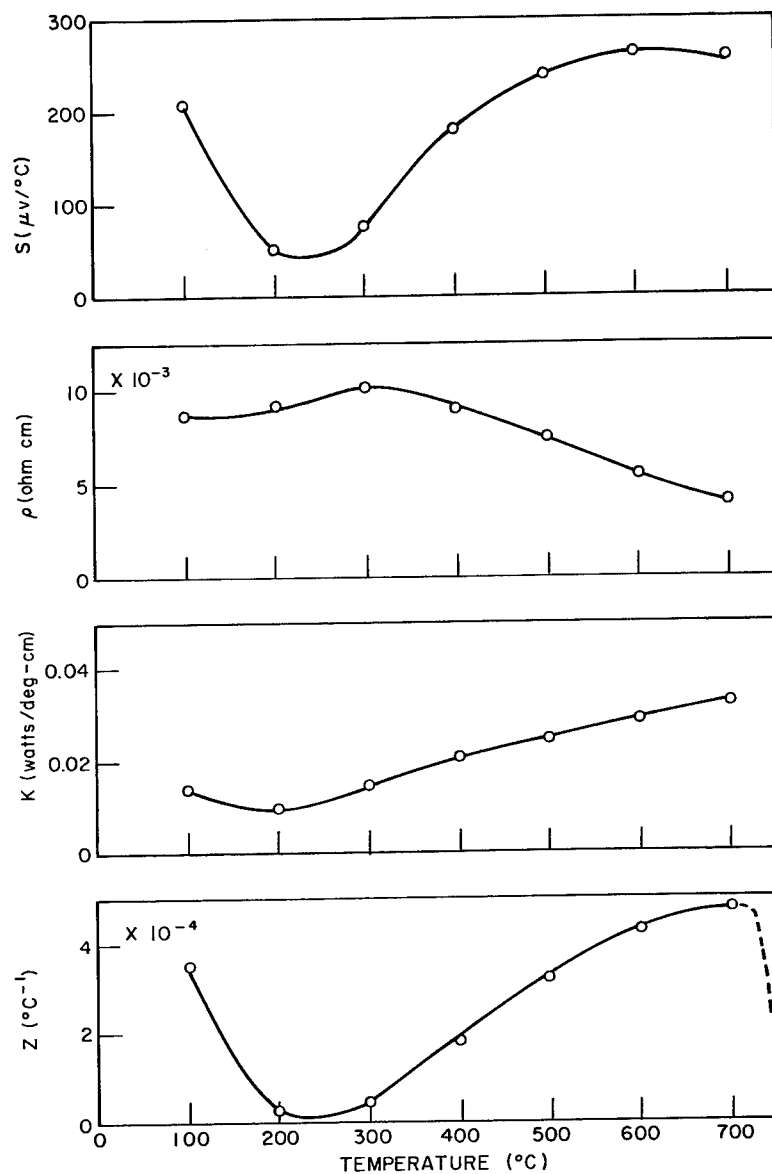 300
200
100
0
S (μv/°C)
X 10⁻³
10
5
0
ρ (ohm cm)
0.04
0.02
0
K (watts/deg-cm)
X 10⁻⁴
4
2
0
Z (°C⁻¹)
0 100 200 300 400 500 600 700
TEMPERATURE (°C)